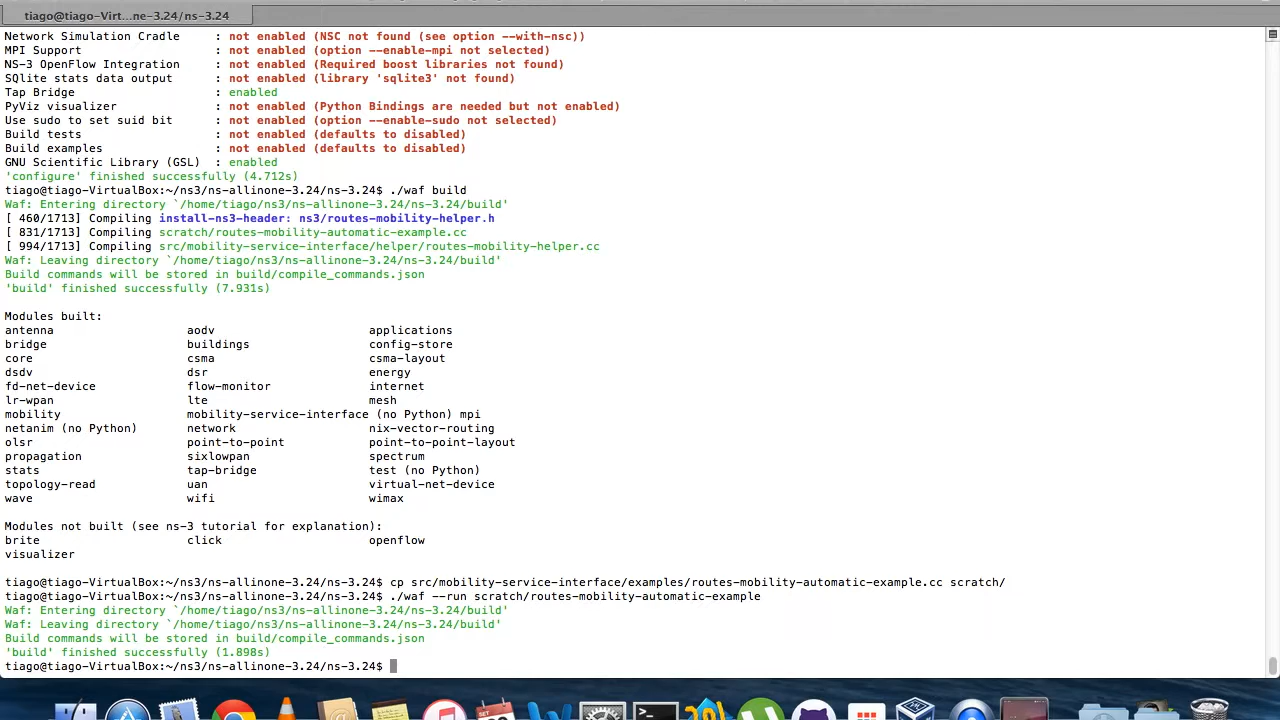 tiago@tiago-Virt...ne-3.24/ns-3.24
Network Simulation Cradle     : not enabled (NSC not found (see option --with-nsc))
MPI Support                   : not enabled (option --enable-mpi not selected)
NS-3 OpenFlow Integration     : not enabled (Required boost libraries not found)
SQlite stats data output      : not enabled (library 'sqlite3' not found)
Tap Bridge                    : enabled
PyViz visualizer              : not enabled (Python Bindings are needed but not enabled)
Use sudo to set suid bit      : not enabled (option --enable-sudo not selected)
Build tests                   : not enabled (defaults to disabled)
Build examples                : not enabled (defaults to disabled)
GNU Scientific Library (GSL)  : enabled
'configure' finished successfully (4.712s)
tiago@tiago-VirtualBox:~/ns3/ns-allinone-3.24/ns-3.24$ ./waf build
Waf: Entering directory `/home/tiago/ns3/ns-allinone-3.24/ns-3.24/build'
[ 460/1713] Compiling install-ns3-header: ns3/routes-mobility-helper.h
[ 831/1713] Compiling scratch/routes-mobility-automatic-example.cc
[ 994/1713] Compiling src/mobility-service-interface/helper/routes-mobility-helper.cc
Waf: Leaving directory `/home/tiago/ns3/ns-allinone-3.24/ns-3.24/build'
Build commands will be stored in build/compile_commands.json
'build' finished successfully (7.931s)
Modules built:
antenna                   aodv                      applications
bridge                    buildings                 config-store
core                      csma                      csma-layout
dsdv                      dsr                       energy
fd-net-device             flow-monitor              internet
lr-wpan                   lte                       mesh
mobility                  mobility-service-interface (no Python) mpi
netanim (no Python)       network                   nix-vector-routing
olsr                      point-to-point            point-to-point-layout
propagation               sixlowpan                 spectrum
stats                     tap-bridge                test (no Python)
topology-read             uan                       virtual-net-device
wave                      wifi                      wimax
Modules not built (see ns-3 tutorial for explanation):
brite                     click                     openflow
visualizer
tiago@tiago-VirtualBox:~/ns3/ns-allinone-3.24/ns-3.24$ cp src/mobility-service-interface/examples/routes-mobility-automatic-example.cc scratch/
tiago@tiago-VirtualBox:~/ns3/ns-allinone-3.24/ns-3.24$ ./waf --run scratch/routes-mobility-automatic-example
Waf: Entering directory `/home/tiago/ns3/ns-allinone-3.24/ns-3.24/build'
Waf: Leaving directory `/home/tiago/ns3/ns-allinone-3.24/ns-3.24/build'
Build commands will be stored in build/compile_commands.json
'build' finished successfully (1.898s)
tiago@tiago-VirtualBox:~/ns3/ns-allinone-3.24/ns-3.24$